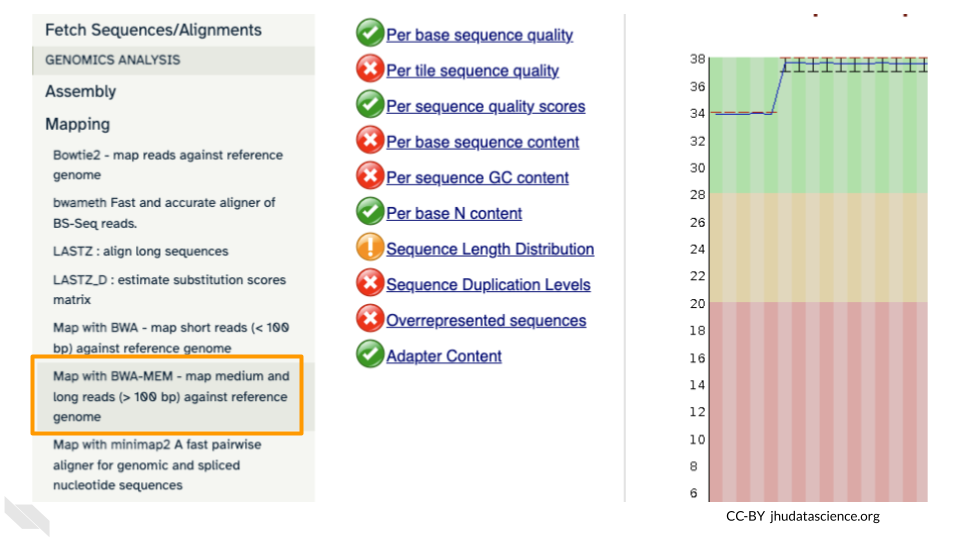 Fetch Sequences/Alignments
GENOMICS ANALYSIS
Assembly
Mapping
Bowtie2 - map reads against reference
genome
bwameth Fast and accurate aligner of
BS-Seq reads.
LASTZ : align long sequences
LASTZ_D : estimate substitution scores
matrix
Map with BWA - map short reads (< 100
bp) against reference genome
Map with BWA-MEM - map medium and
long reads (> 100 bp) against reference
genome
Map with minimap2 A fast pairwise
aligner for genomic and spliced
nucleotide sequences
Per base sequence quality
Per tile sequence quality
Per sequence quality scores
Per base sequence content
Per sequence GC content
Per base N content
Sequence Length Distribution
Sequence Duplication Levels
Overrepresented sequences
Adapter Content
38
36
34
32
30
28
26
24
22
20
18
16
14
12
10
8
6
CC-BY jhudatascience.org